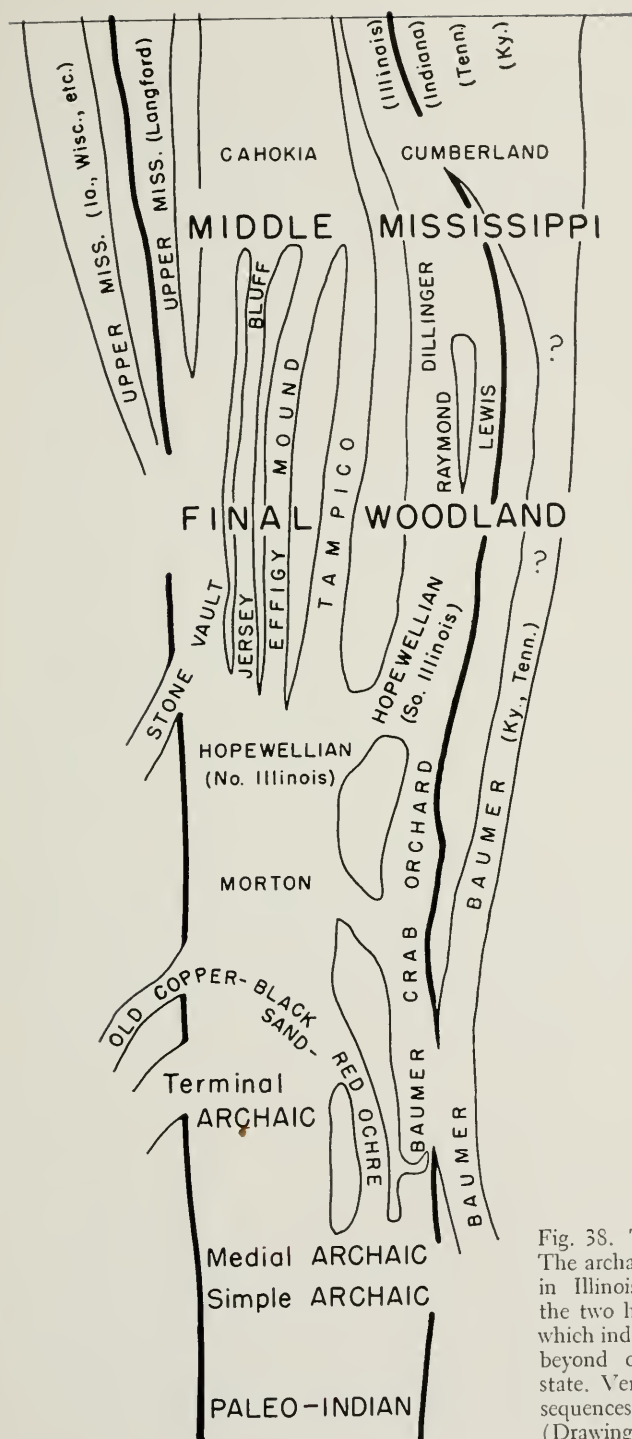 UPPER MISS. (Io., Wisc., etc.)
UPPER MISS. (Langford)
(Illinois)
(Indiana)
(Tenn)
(Ky.)
CAHOKIA
CUMBERLAND
MIDDLE MISSISSIPPI
BLUFF
DILLINGER
?
RAYMOND
LEWIS
FINAL WOODLAND
JERSEY
EFFIGY MOUND
TAMPICO
?
STONE VAULT
HOPEWELLIAN
(So. Illinois)
HOPEWELLIAN
(No. Illinois)
BAUMER (Ky., Tenn.)
MORTON
CRAB ORCHARD
OLD COPPER-BLACK
SAND-
RED OCHRE
BAUMER
BAUMER
Terminal
ARCHAIC
Medial ARCHAIC
Simple ARCHAIC
PALEO-INDIAN
Fig. 38.
The archa
in Illinois
the two
which ind
beyond
state. Ver
sequences
(Drawing